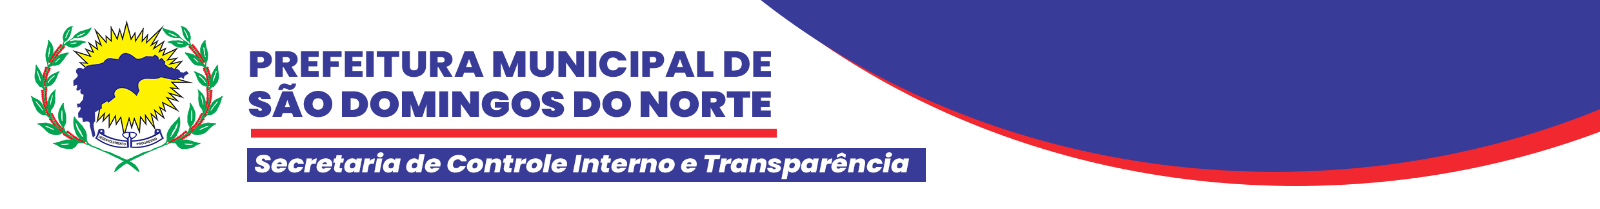 PREFEITURA MUNICIPAL DE
SÃO DOMINGOS DO NORTE
Secretaria de Controle Interno e Transparência